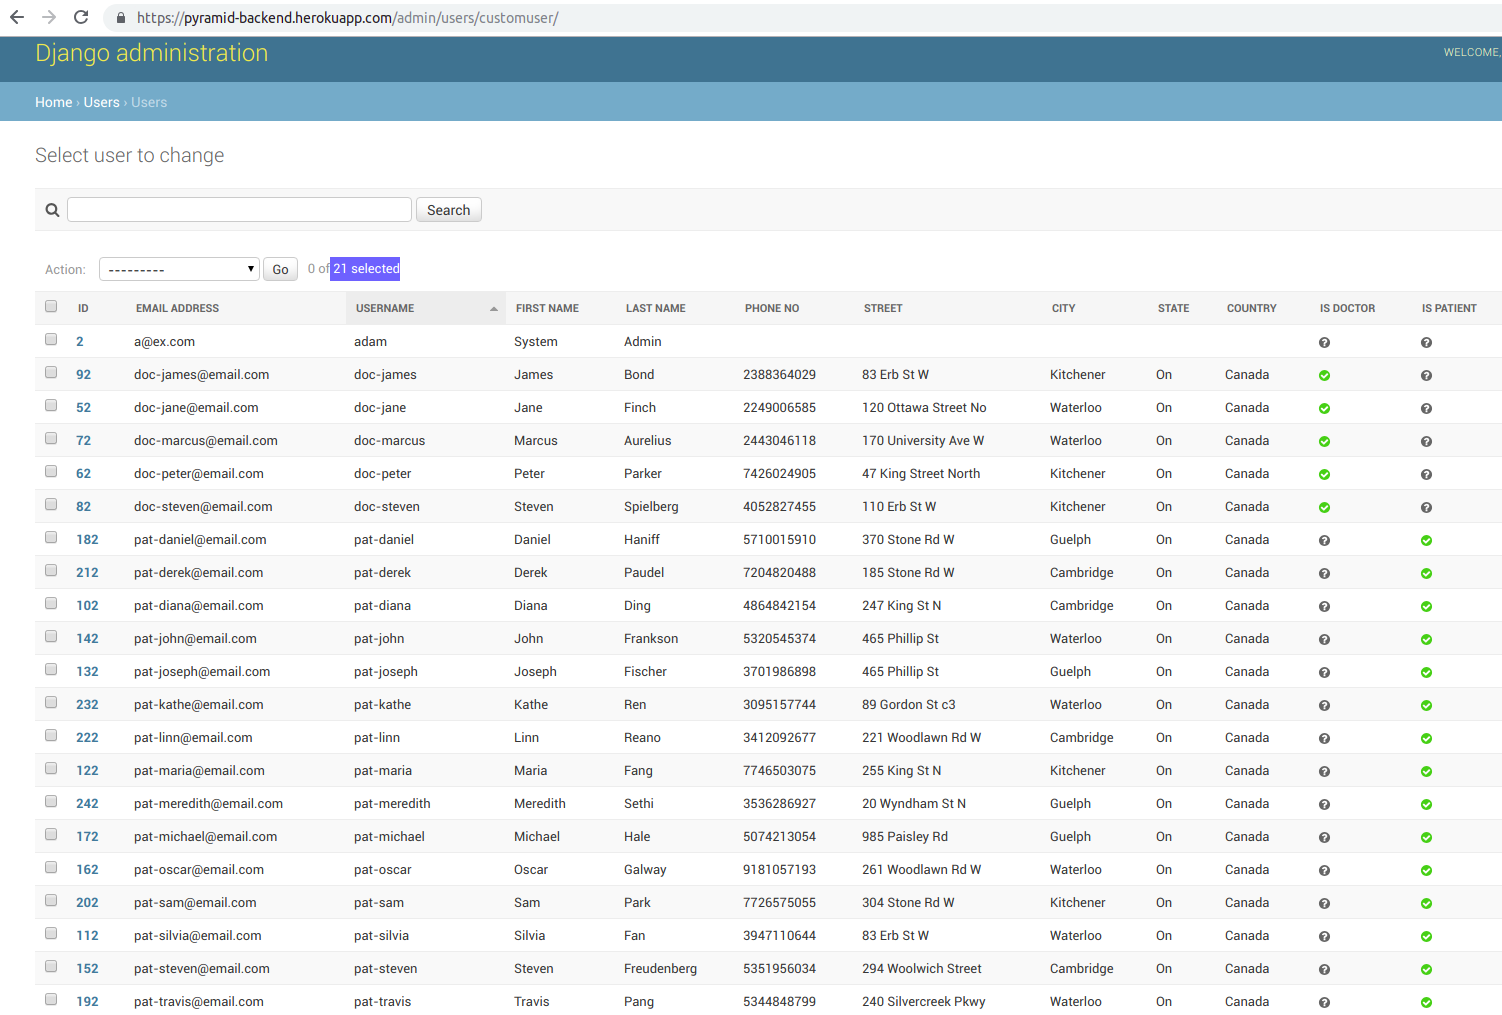 https://pyramid-backend.herokuapp.com/admin/users/customuser/
Django administration WELCOME,
Home › Users › Users
Select user to change
Search
Action: --------- Go 0 of 21 selected
ID EMAIL ADDRESS USERNAME FIRST NAME LAST NAME PHONE NO STREET CITY STATE COUNTRY IS DOCTOR IS PATIENT
2 a@ex.com adam System Admin
92 doc-james@email.com doc-james James Bond 2388364029 83 Erb St W Kitchener On Canada
52 doc-jane@email.com doc-jane Jane Finch 2249006585 120 Ottawa Street No Waterloo On Canada
72 doc-marcus@email.com doc-marcus Marcus Aurelius 2443046118 170 University Ave W Waterloo On Canada
62 doc-peter@email.com doc-peter Peter Parker 7426024905 47 King Street North Kitchener On Canada
82 doc-steven@email.com doc-steven Steven Spielberg 4052827455 110 Erb St W Kitchener On Canada
182 pat-daniel@email.com pat-daniel Daniel Haniff 5710015910 370 Stone Rd W Guelph On Canada
212 pat-derek@email.com pat-derek Derek Paudel 7204820488 185 Stone Rd W Cambridge On Canada
102 pat-diana@email.com pat-diana Diana Ding 4864842154 247 King St N Cambridge On Canada
142 pat-john@email.com pat-john John Frankson 5320545374 465 Phillip St Waterloo On Canada
132 pat-joseph@email.com pat-joseph Joseph Fischer 3701986898 465 Phillip St Guelph On Canada
232 pat-kathe@email.com pat-kathe Kathe Ren 3095157744 89 Gordon St c3 Waterloo On Canada
222 pat-linn@email.com pat-linn Linn Reano 3412092677 221 Woodlawn Rd W Cambridge On Canada
122 pat-maria@email.com pat-maria Maria Fang 7746503075 255 King St N Kitchener On Canada
242 pat-meredith@email.com pat-meredith Meredith Sethi 3536286927 20 Wyndham St N Guelph On Canada
172 pat-michael@email.com pat-michael Michael Hale 5074213054 985 Paisley Rd Guelph On Canada
162 pat-oscar@email.com pat-oscar Oscar Galway 9181057193 261 Woodlawn Rd W Waterloo On Canada
202 pat-sam@email.com pat-sam Sam Park 7726575055 304 Stone Rd W Kitchener On Canada
112 pat-silvia@email.com pat-silvia Silvia Fan 3947110644 83 Erb St W Waterloo On Canada
152 pat-steven@email.com pat-steven Steven Freudenberg 5351956034 294 Woolwich Street Cambridge On Canada
192 pat-travis@email.com pat-travis Travis Pang 5344848799 240 Silvercreek Pkwy Waterloo On Canada